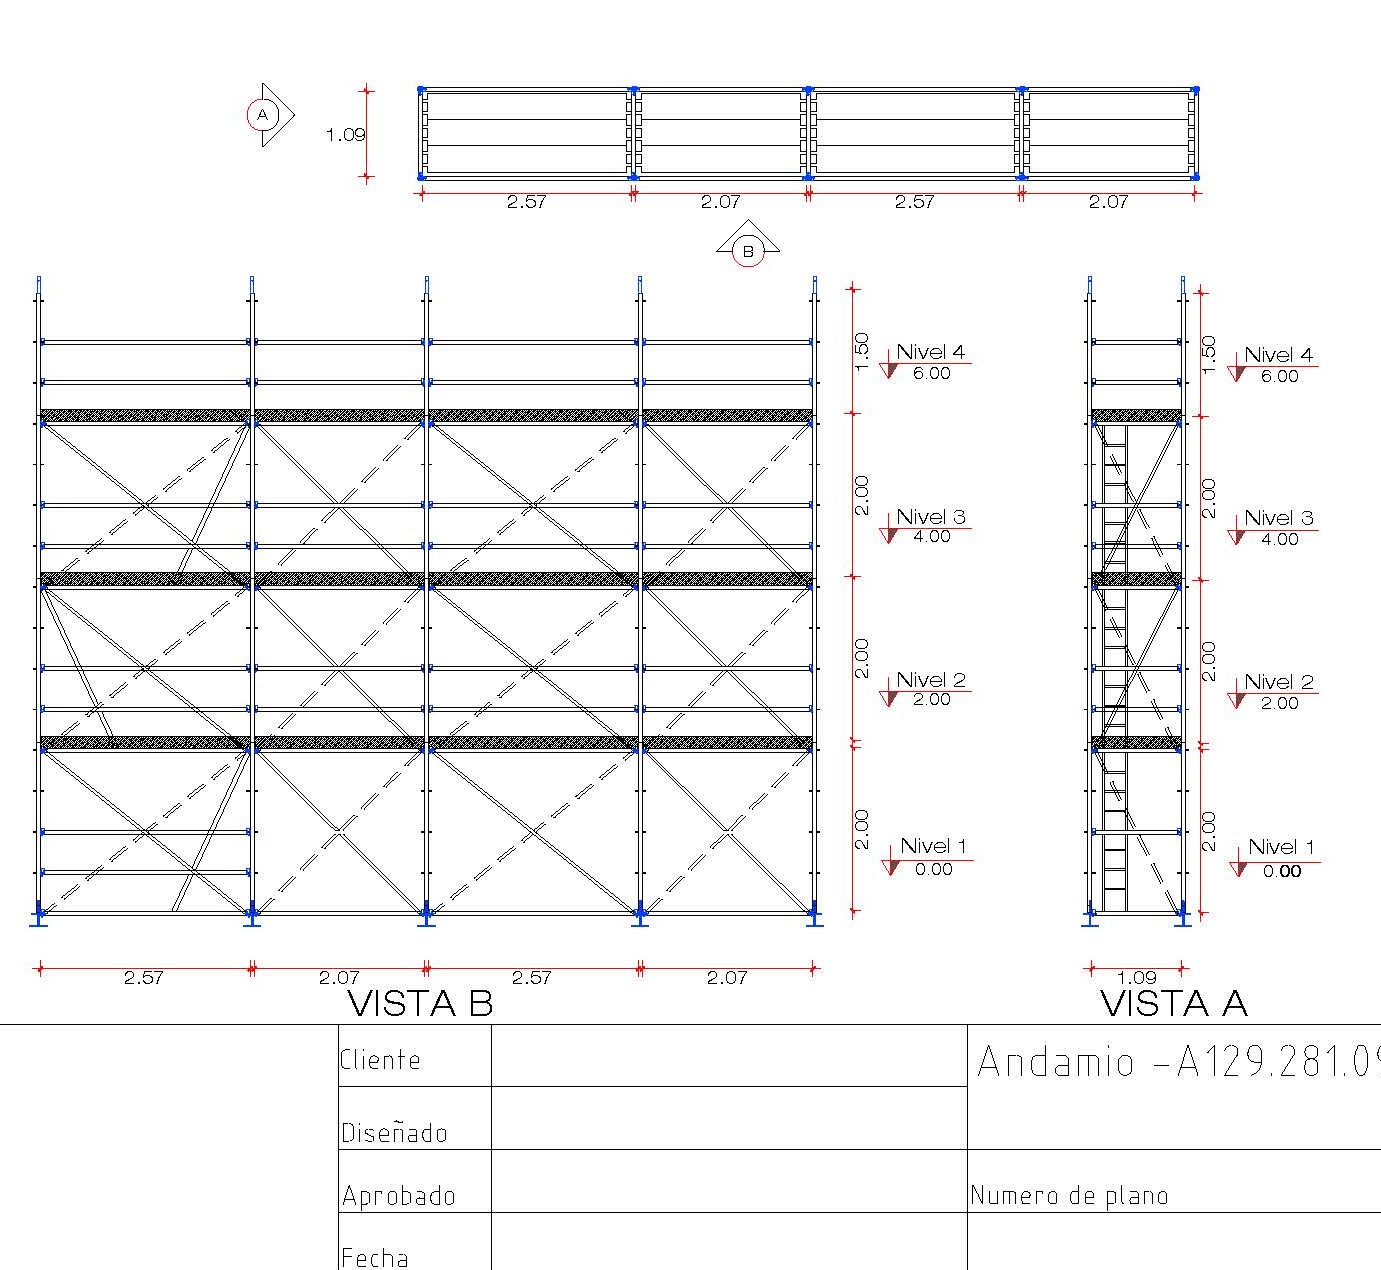 A
1.09
2.57 2.07 2.57 2.07
B
1.50
Nivel 4
6.00
2.00
Nivel 3
4.00
2.00
Nivel 2
2.00
2.00
Nivel 1
0.00
1.50
Nivel 4
6.00
2.00
Nivel 3
4.00
2.00
Nivel 2
2.00
2.00
Nivel 1
0.00
2.57 2.07 2.57 2.07
VISTA B
1.09
VISTA A
Cliente
Andamio -A129.281.09
Diseñado
Aprobado
Numero de plano
Fecha